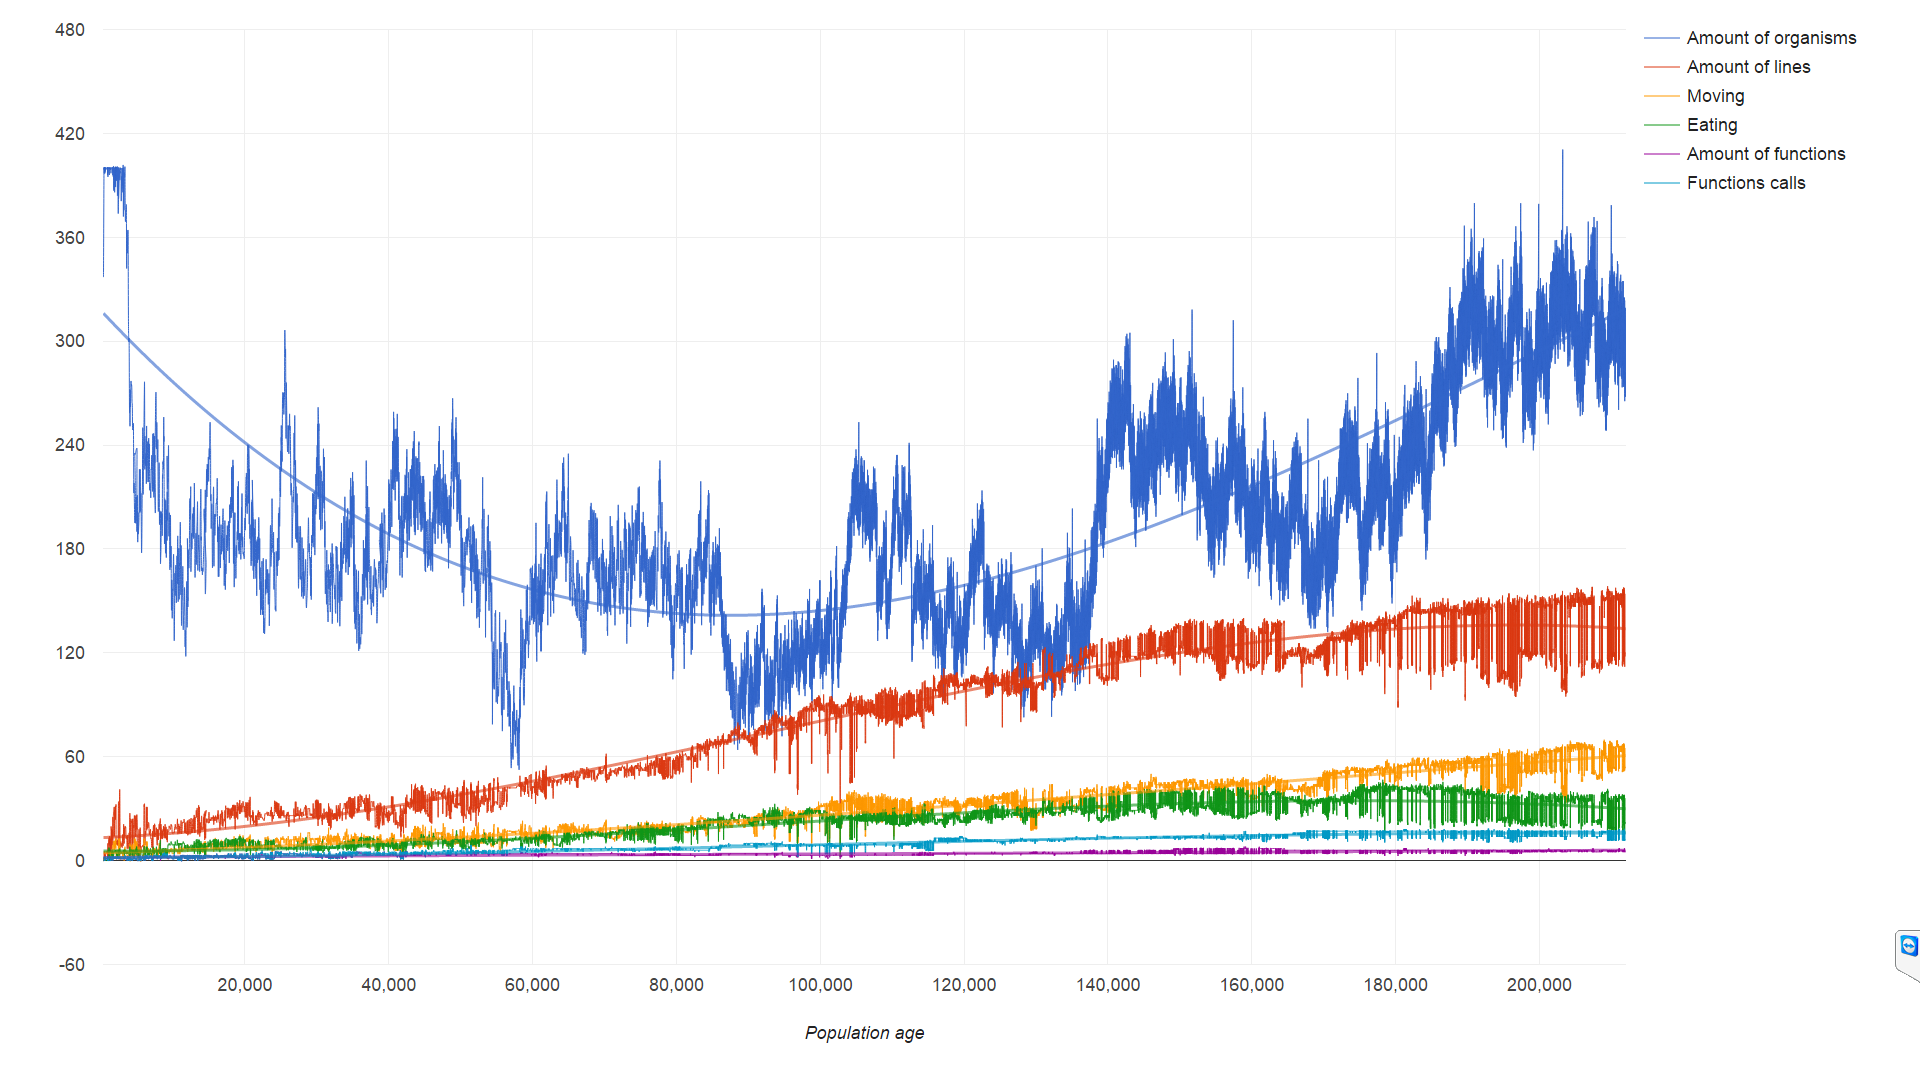 480
420
360
300
240
180
120
60
0
-60
20,000 40,000 60,000 80,000 100,000 120,000 140,000 160,000 180,000 200,000
Population age
Amount of organisms
Amount of lines
Moving
Eating
Amount of functions
Functions calls